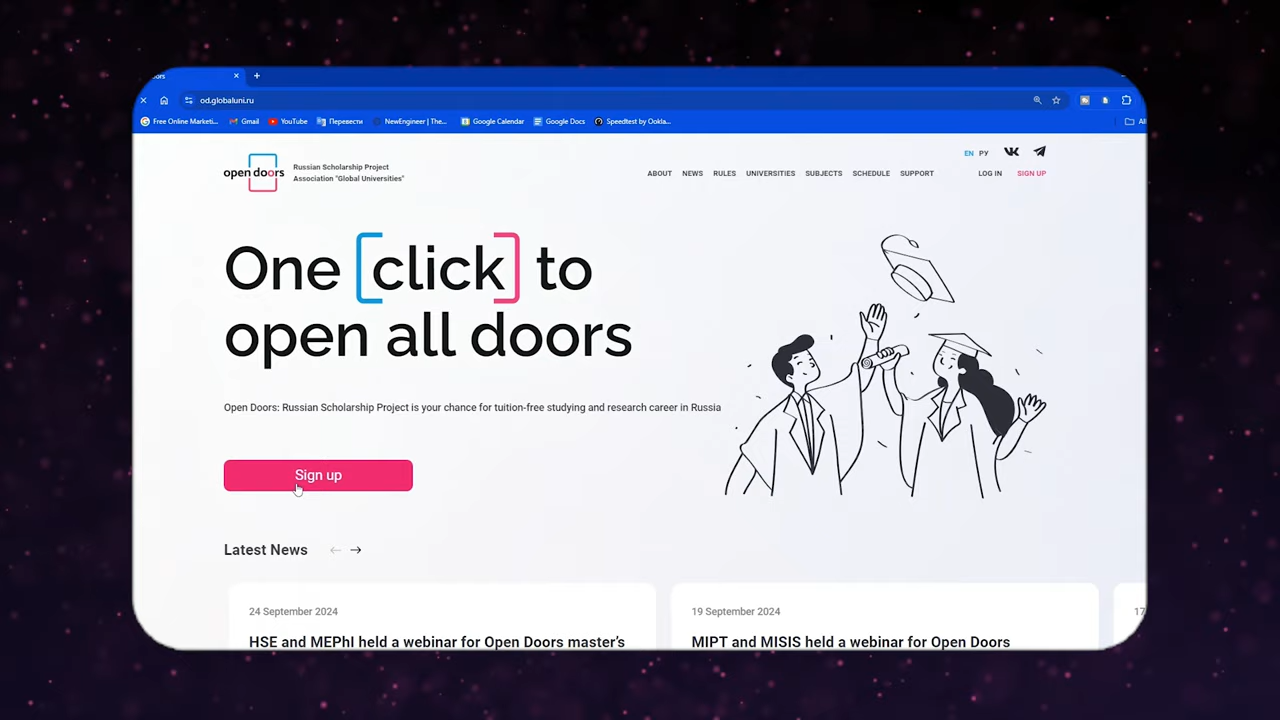 ors
od.globaluni.ru
Free Online Marketi...
Gmail
YouTube
Перевести
NewEngineer | The...
Google Calendar
Google Docs
Speedtest by Ookla...
EN РУ
open doors
Russian Scholarship Project
Association "Global Universities"
ABOUT NEWS RULES UNIVERSITIES SUBJECTS SCHEDULE SUPPORT LOG IN SIGN UP
One [click] to
open all doors
Open Doors: Russian Scholarship Project is your chance for tuition-free studying and research career in Russia
Sign up
Latest News
24 September 2024
HSE and MEPhI held a webinar for Open Doors master's
19 September 2024
MIPT and MISIS held a webinar for Open Doors
17